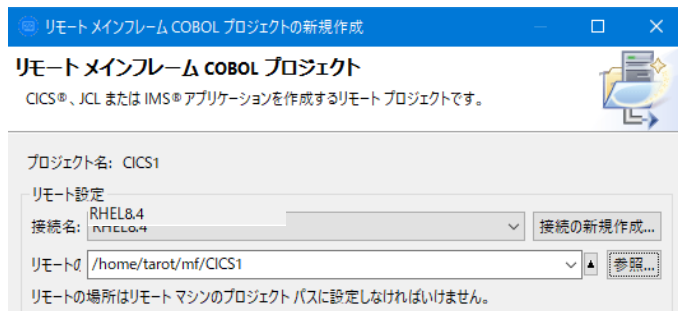 リモート メインフレーム COBOL プロジェクトの新規作成
リモート メインフレーム COBOL プロジェクト
CICS®、JCL または IMS® アプリケーションを作成するリモート プロジェクトです。
プロジェクト名: CICS1
リモート設定
接続名: RHEL8.4 接続の新規作成...
リモートの /home/tarot/mf/CICS1 参照...
リモートの場所はリモート マシンのプロジェクト パスに設定しなければいけません。